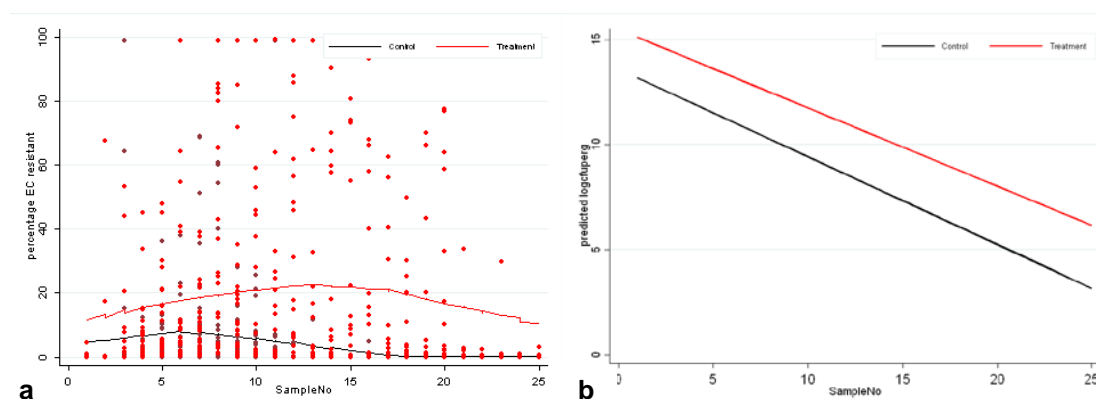 Control Treatment
percentage EC resistant
100
80
60
40
20
0
0 5 10 15 20 25
SampleNo
a
Control Treatment
predicted logcfuperg
15
10
5
0
0 5 10 15 20 25
SampleNo
b